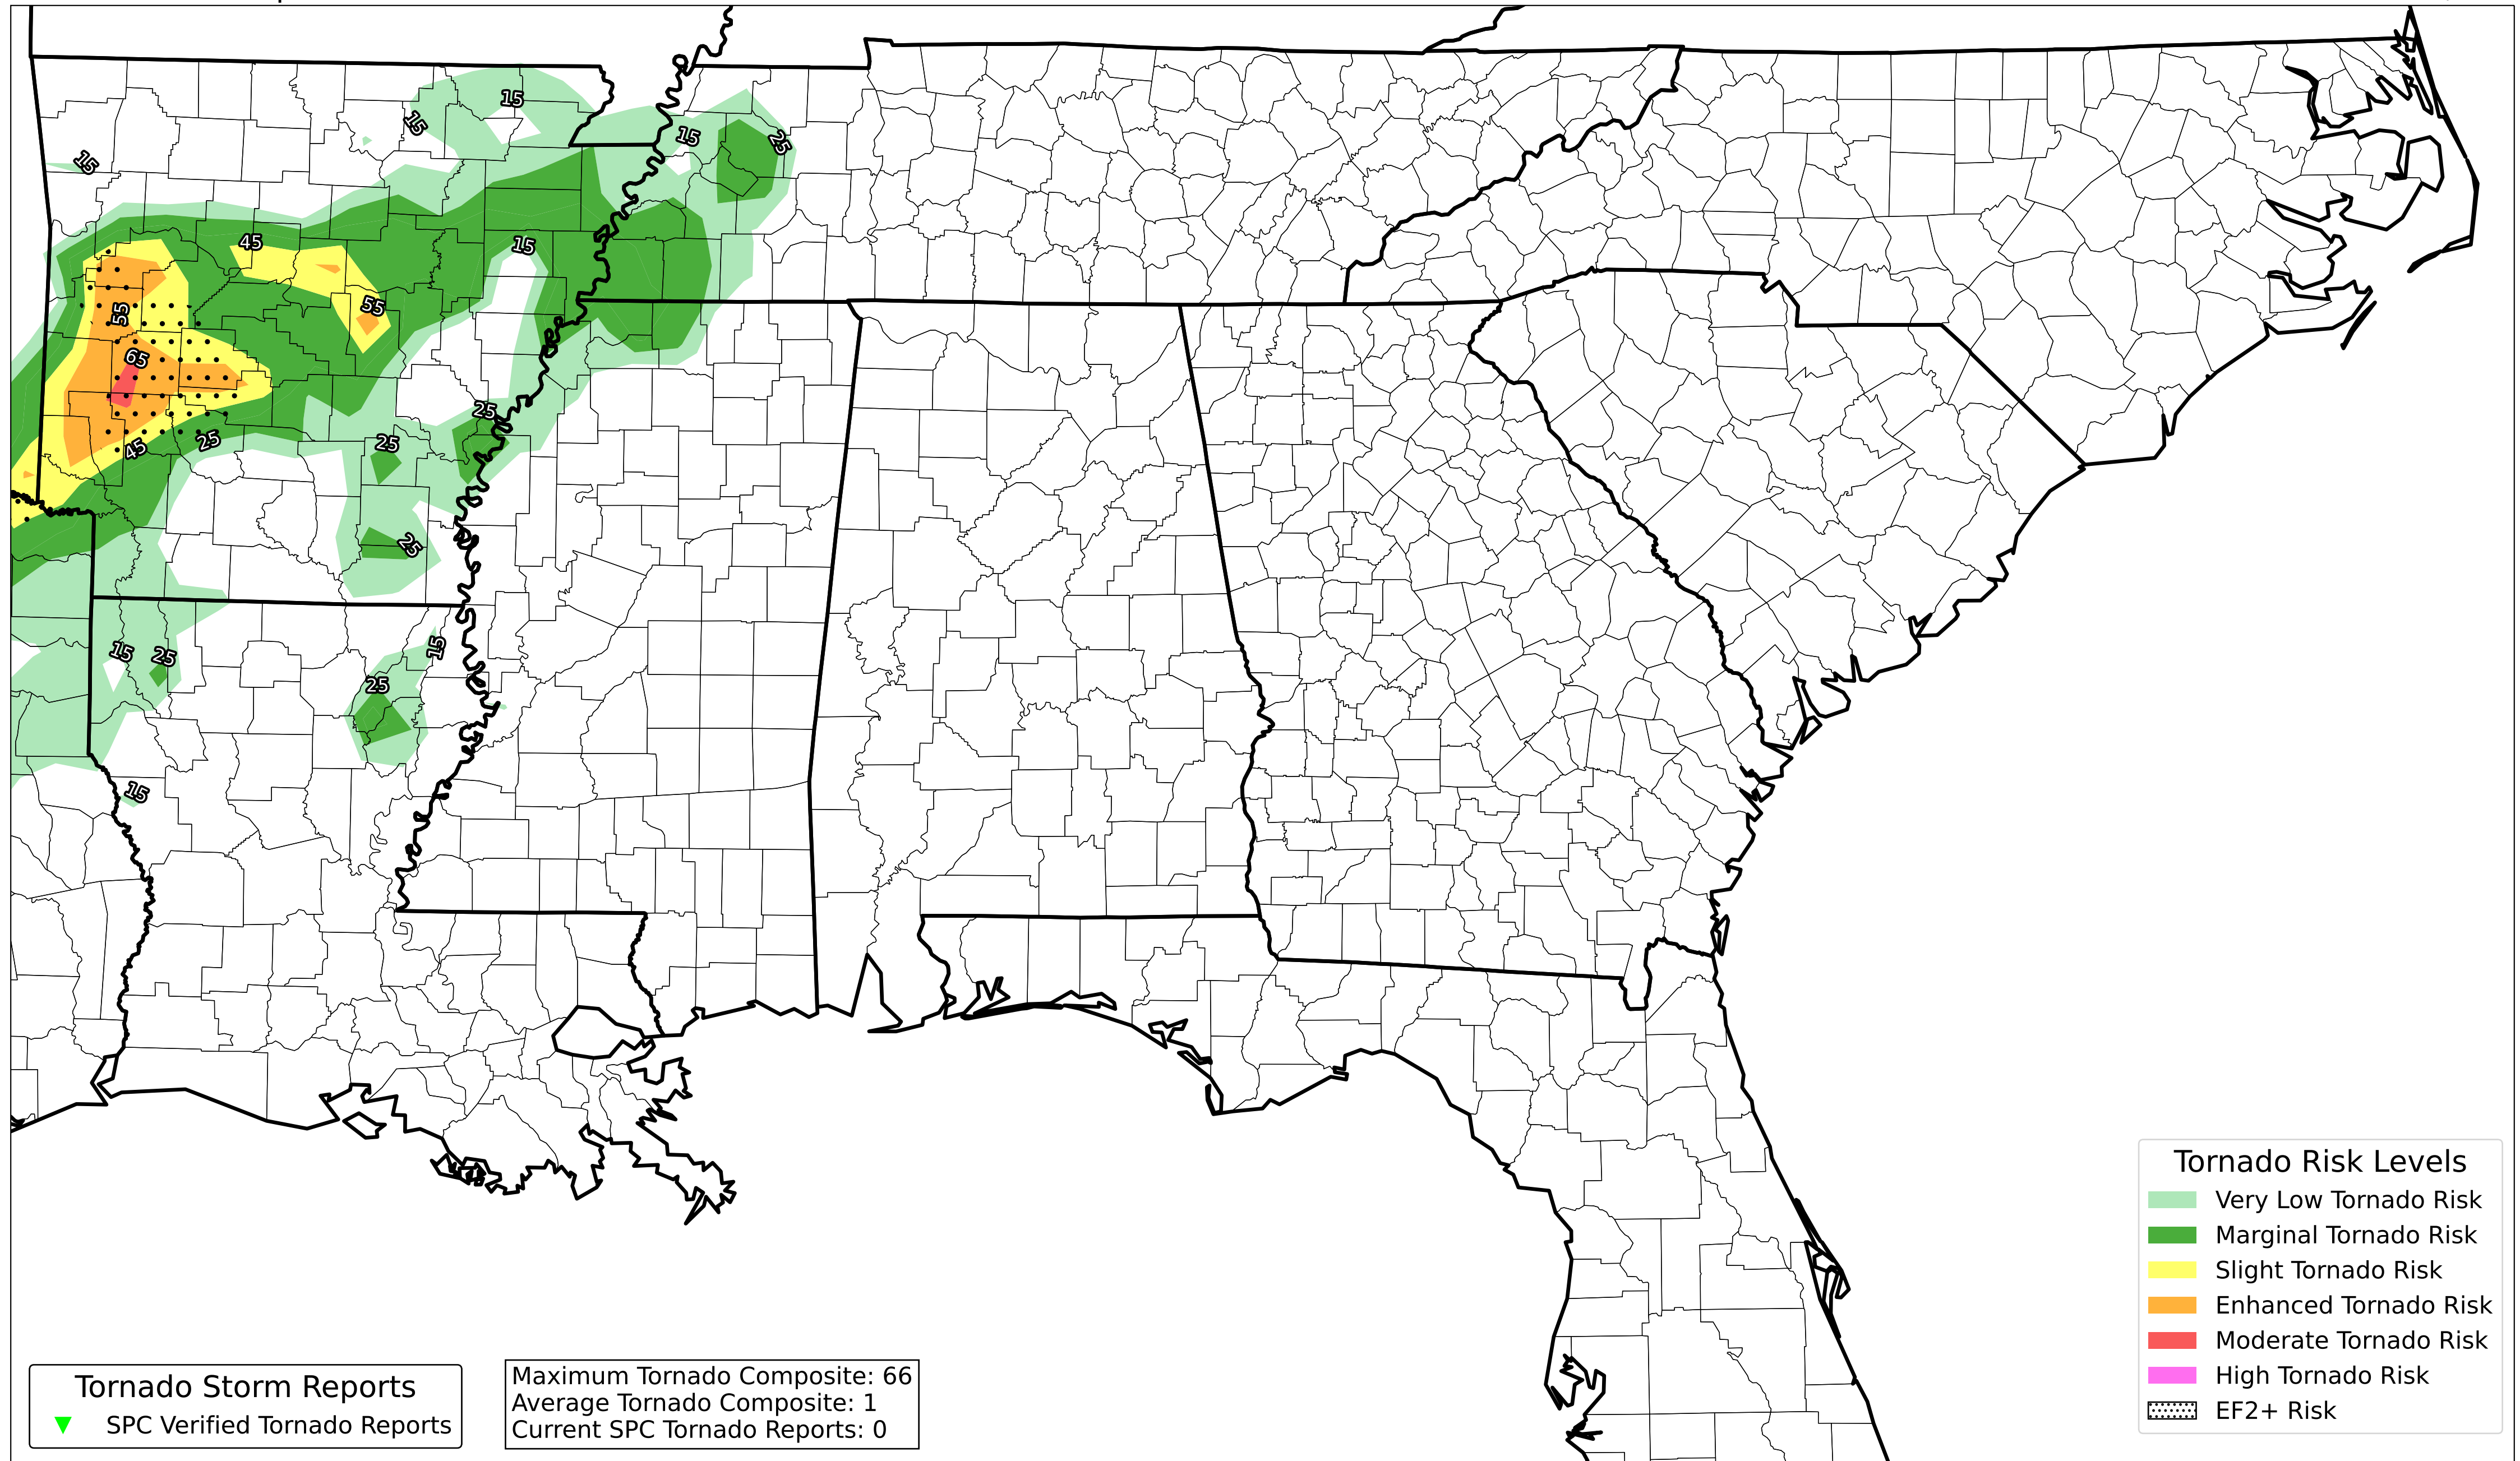 15
15
15
25
15
45
15
55
55
65
25
25
45
25
25
15
15
25
25
15
Tornado Risk Levels
Very Low Tornado Risk
Marginal Tornado Risk
Slight Tornado Risk
Enhanced Tornado Risk
Moderate Tornado Risk
High Tornado Risk
EF2+ Risk
Tornado Storm Reports
SPC Verified Tornado Reports
Maximum Tornado Composite: 66
Average Tornado Composite: 1
Current SPC Tornado Reports: 0